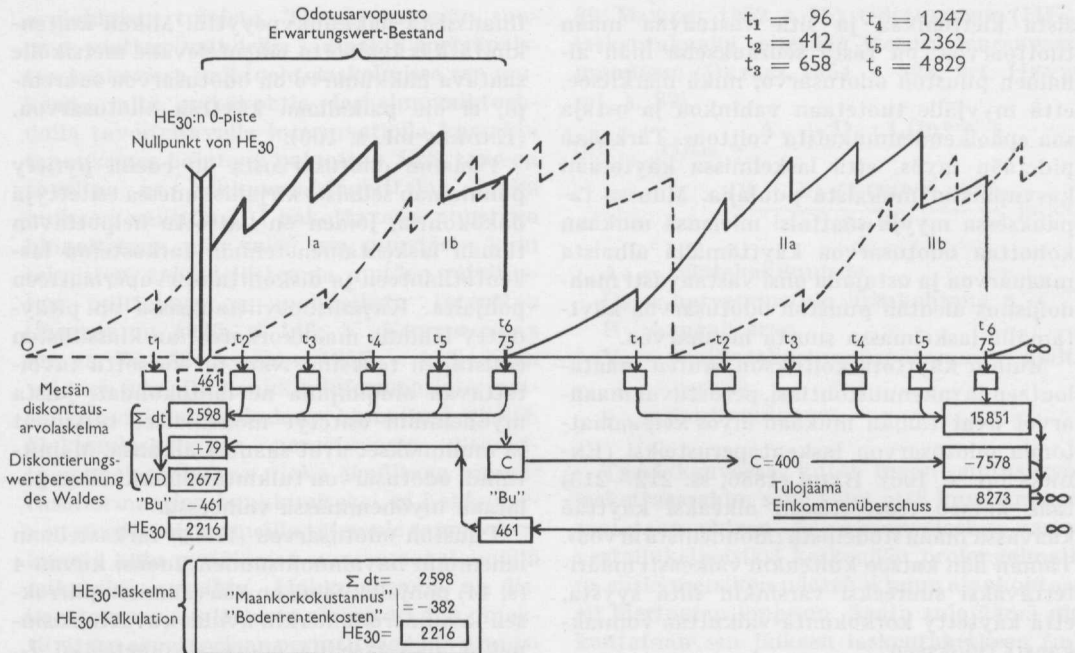 Odotusarvopuusto
Erwartungswert-Bestand
t₁ = 96 t₄ = 1247
t₂ = 412 t₅ = 2362
t₃ = 658 t₆ = 4829
HE₃₀:n 0-piste
Nullpunkt von HE₃₀
Ia Ib IIa IIb
t₁ t₂ t₃ t₄ t₅ t₆ 75 t₁ t₂ t₃ t₄ t₅ t₆ 75 ∞
461
Messän
diskonttaus-
arvolaskelma
Σ dt 2598
15851
+79
C
C = 400
7578
Diskontierungs-
wertberechnung
des Waldes
WD 2677
"Bu" -461
"Bu"
Tulojäämä
Einkommenüberschuss
8273 ∞
HE₃₀ 2216
461
∞
HE₃₀-laskelma
HE₃₀-Kalkulation
Σ dt = 2598
"Maankorkokustannus"
"Bodenzinskosten" = -382
HE₃₀ = 2216